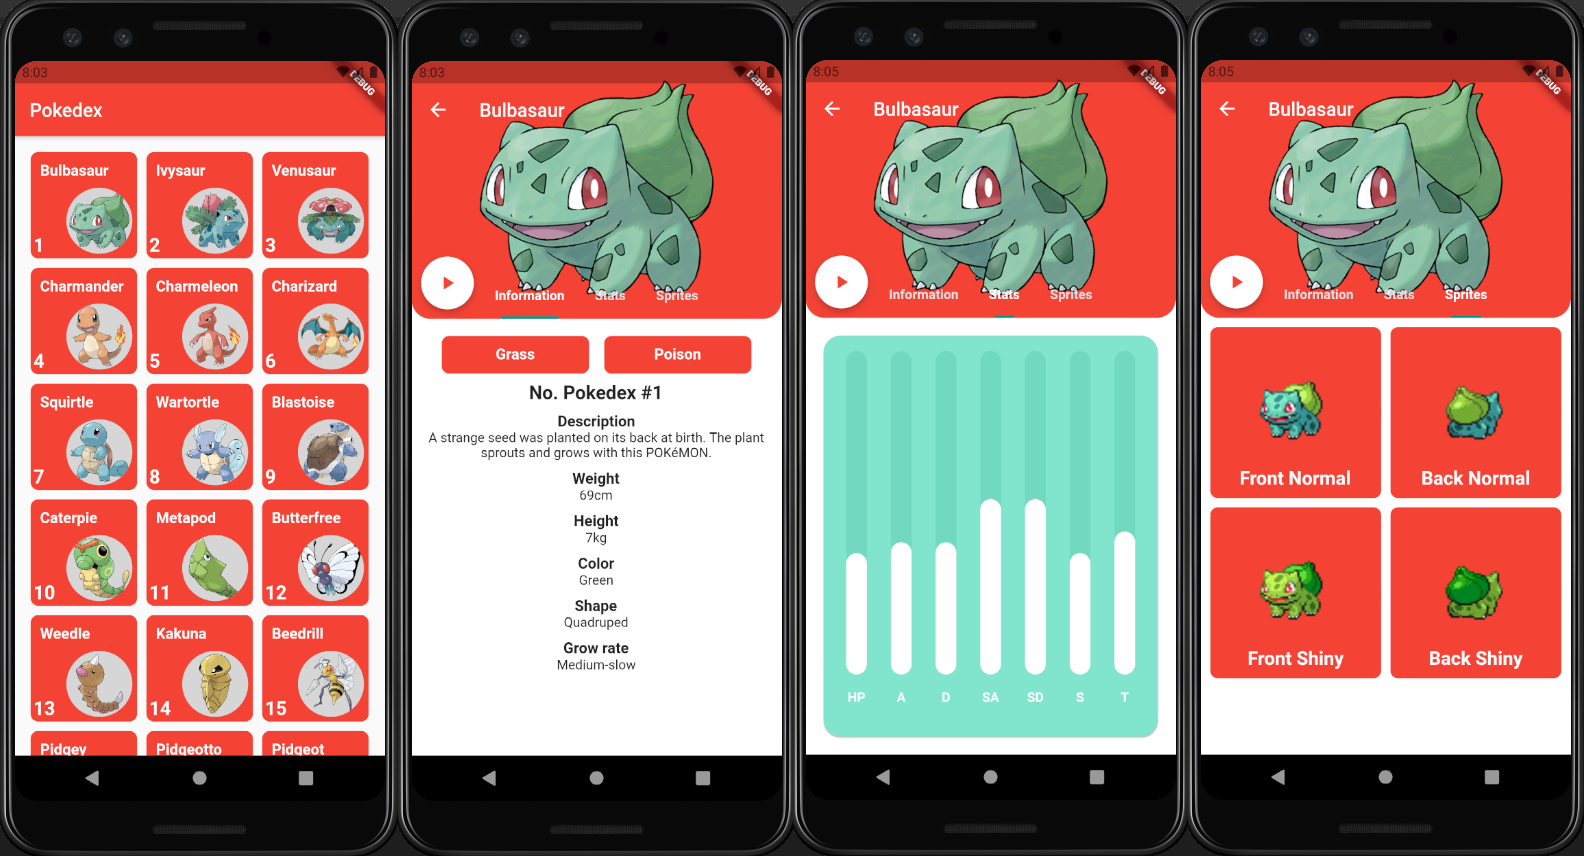 8:03
DEBUG
Pokedex
Bulbasaur
Ivysaur
Venusaur
1
2
3
Charmander
Charmeleon
Charizard
4
5
6
Squirtle
Wartortle
Blastoise
7
8
9
Caterpie
Metapod
Butterfree
10
11
12
Weedle
Kakuna
Beedrill
13
14
15
Pidgey
Pidgeotto
Pidgeot
8:03
DEBUG
Bulbasaur
Information
Stats
Sprites
Grass
Poison
No. Pokedex #1
Description
A strange seed was planted on its back at birth. The plant
sprouts and grows with this POKéMON.
Weight
69cm
Height
7kg
Color
Green
Shape
Quadruped
Grow rate
Medium-slow
8:05
DEBUG
Bulbasaur
Information
Stats
Sprites
HP
A
D
SA
SD
S
T
8:05
DEBUG
Bulbasaur
Information
Stats
Sprites
Front Normal
Back Normal
Front Shiny
Back Shiny